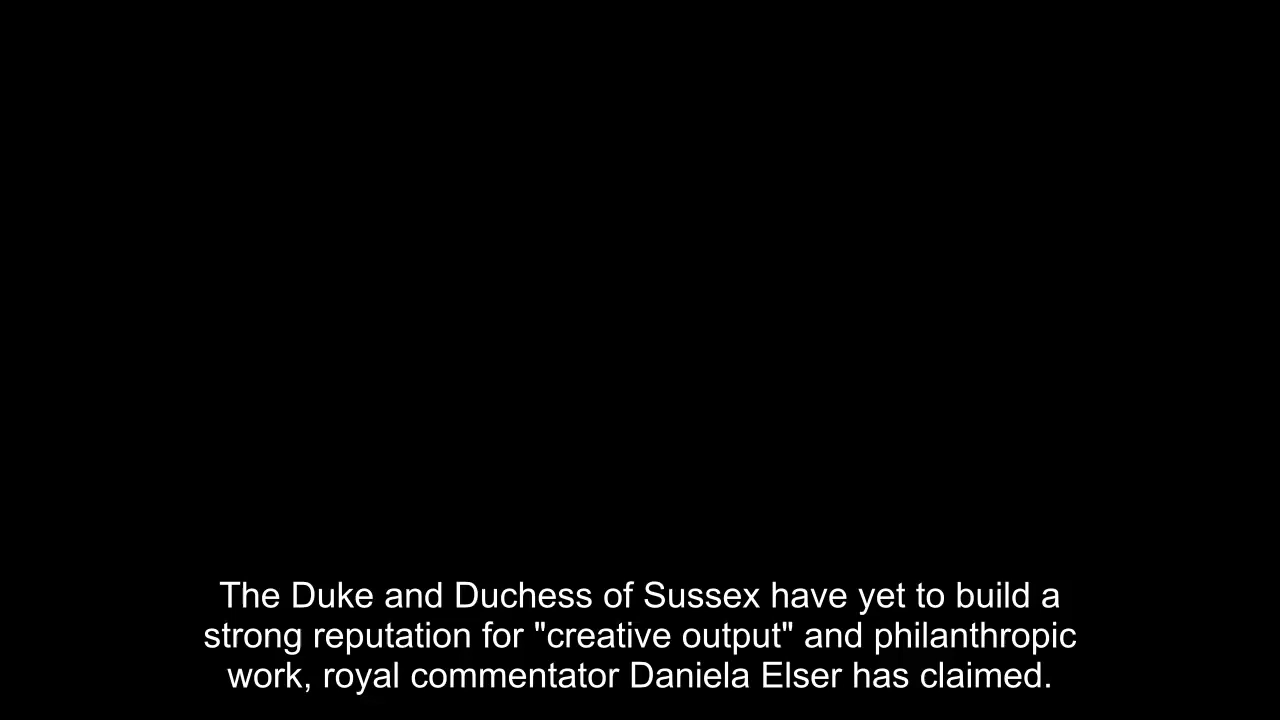 The Duke and Duchess of Sussex have yet to build a
strong reputation for "creative output" and philanthropic
work, royal commentator Daniela Elser has claimed.